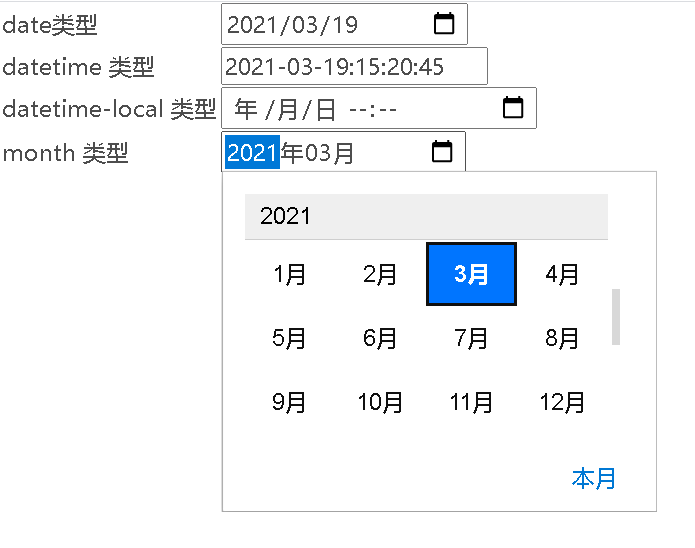 date类型 2021/03/19
datetime 类型 2021-03-19:15:20:45
datetime-local 类型 年 /月/日 --:--
month 类型 2021年03月
2021
1月 2月 3月 4月
5月 6月 7月 8月
9月 10月 11月 12月
本月